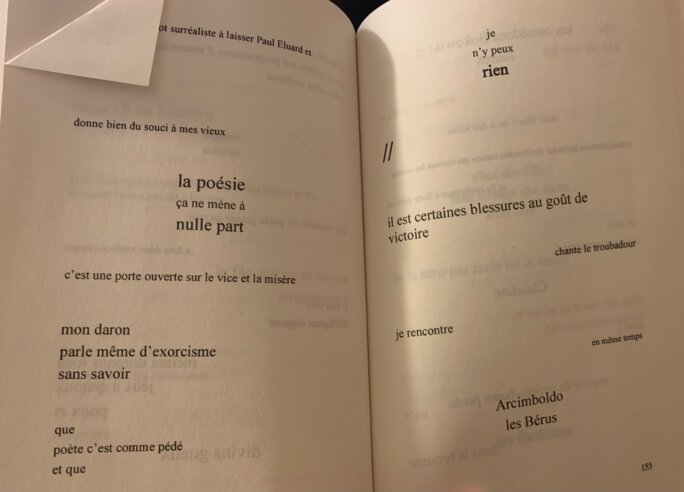 ot surréaliste à laisser Paul Eluard et
donne bien du souci à mes vieux
la poésie
ça ne mène à
nulle part
c'est une porte ouverte sur le vice et la misère
mon daron
parle même d'exorcisme
sans savoir
que
poète c'est comme pédé
et que
je
n'y peux
rien
//
il est certaines blessures au goût de
victoire
chante le troubadour
je rencontre
en même temps
Arcimboldo
les Bérus
155